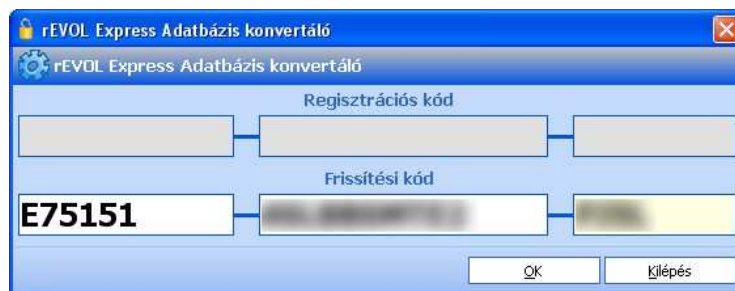 rEVOL Express Adatbázis konvertáló
rEVOL Express Adatbázis konvertáló
Regisztrációs kód
Frissítési kód
E75151
OK Kilépés